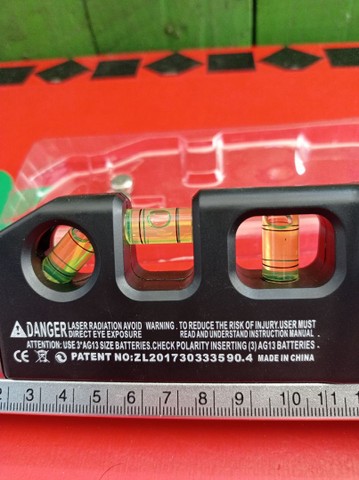 DANGER LASER RADIATION AVOID WARNING . TO REDUCE THE RISK OF INJURY.USER MUST
DIRECT EYE EXPOSURE READ AND UNDERSTAND INSTRUCTION MANUAL .
ATTENTION: USE 3*AG13 SIZE BATTERIES.CHECK POLARITY INSERTING (3) AG13 BATTERIES .
CE PATENT NO:ZL201730333590.4 MADE IN CHINA
2 3 4 5 6 7 8 9 10 11